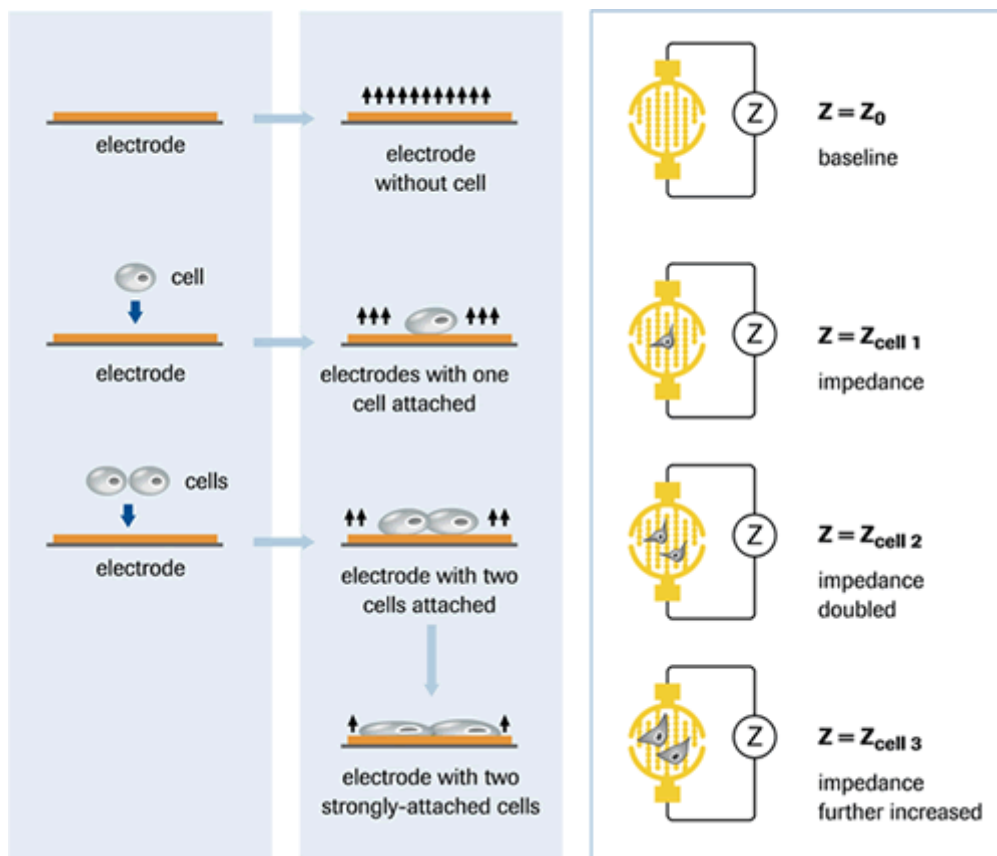 electrode
electrode
without cell
Z
Z = Z0
baseline
cell
electrode
electrodes with one
cell attached
Z
Z = Zcell 1
impedance
cells
electrode
electrode with two
cells attached
Z
Z = Zcell 2
impedance
doubled
electrode with two
strongly-attached cells
Z
Z = Zcell 3
impedance
further increased